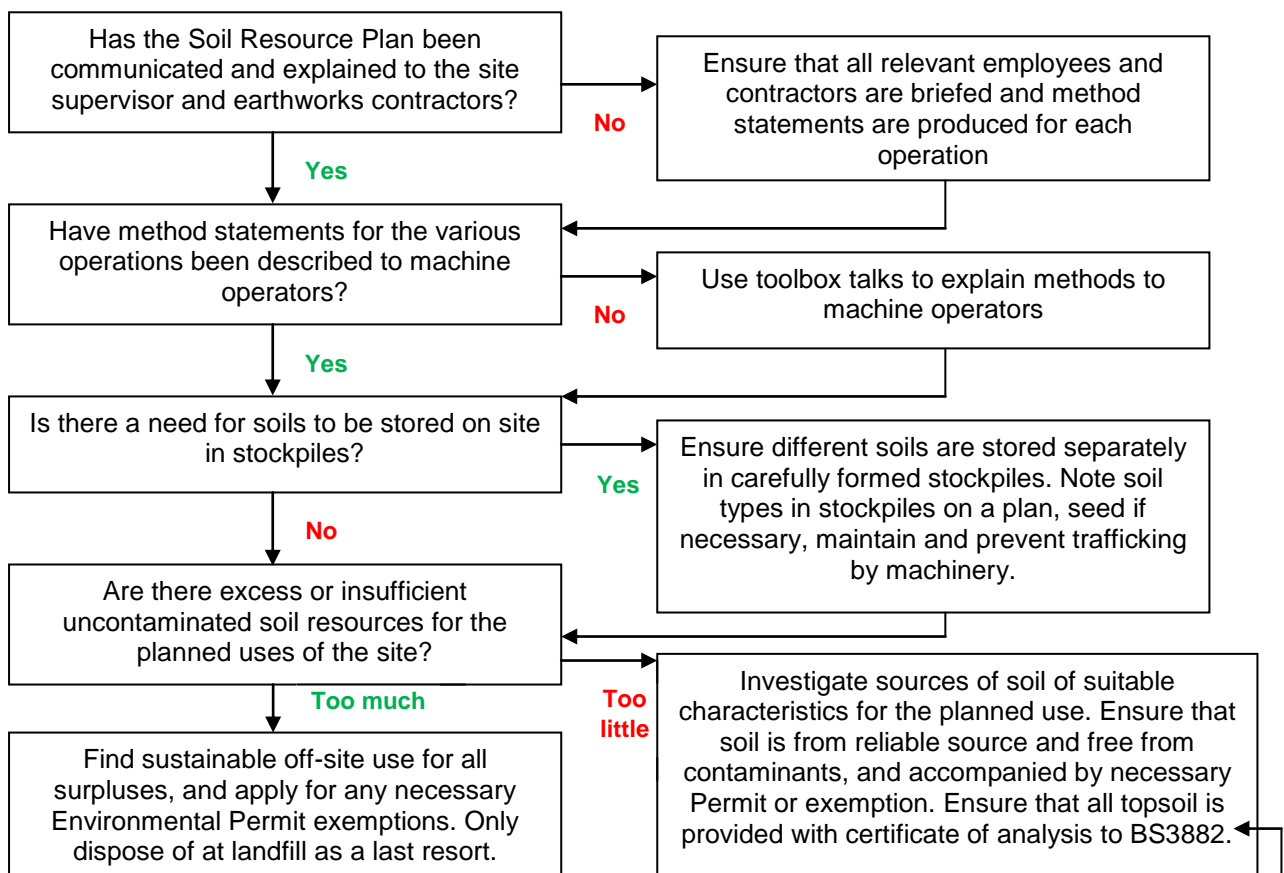 Has the Soil Resource Plan been
communicated and explained to the site
supervisor and earthworks contractors?
No
Ensure that all relevant employees and
contractors are briefed and method
statements are produced for each
operation
Yes
Have method statements for the various
operations been described to machine
operators?
No
Use toolbox talks to explain methods to
machine operators
Yes
Is there a need for soils to be stored on site
in stockpiles?
Yes
Ensure different soils are stored separately
in carefully formed stockpiles. Note soil
types in stockpiles on a plan, seed if
necessary, maintain and prevent trafficking
by machinery.
No
Are there excess or insufficient
uncontaminated soil resources for the
planned uses of the site?
Too much
Too
little
Investigate sources of soil of suitable
characteristics for the planned use. Ensure that
soil is from reliable source and free from
contaminants, and accompanied by necessary
Permit or exemption. Ensure that all topsoil is
provided with certificate of analysis to BS3882.
Find sustainable off-site use for all
surpluses, and apply for any necessary
Environmental Permit exemptions. Only
dispose of at landfill as a last resort.